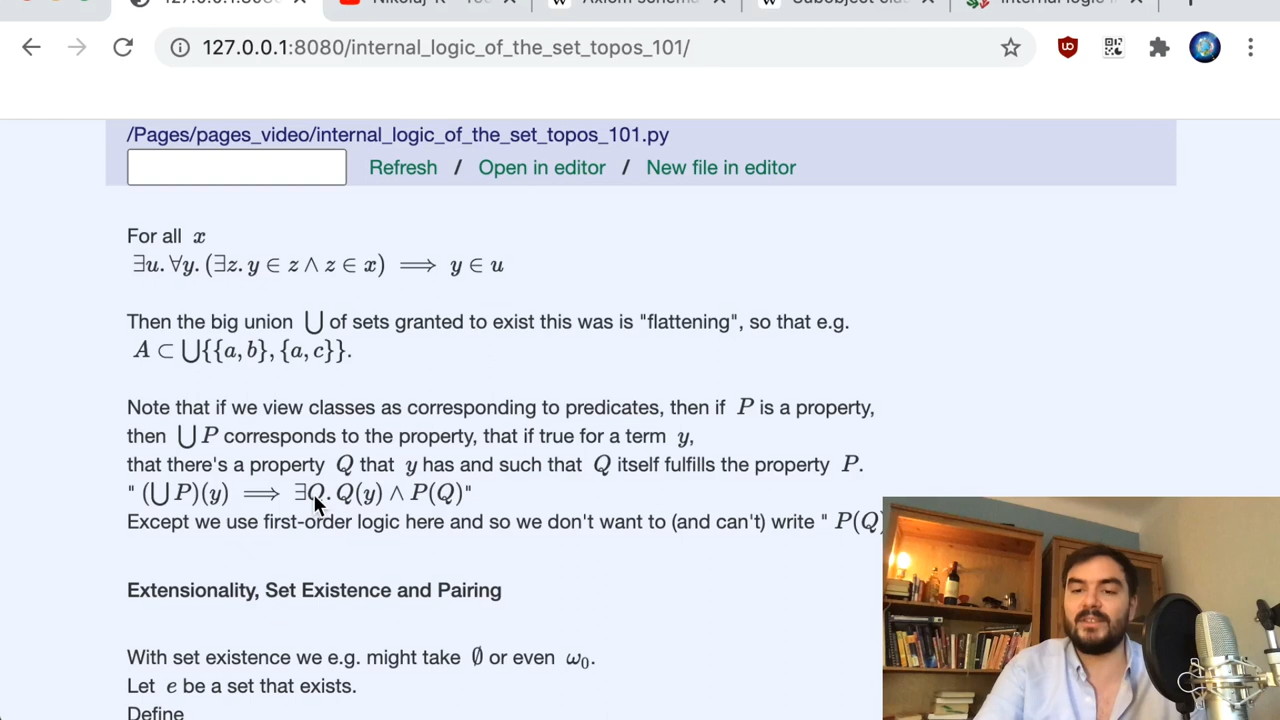 127.0.0.1:8080/internal_logic_of_the_set_topos_101/
/Pages/pages_video/internal_logic_of_the_set_topos_101.py
Refresh / Open in editor / New file in editor
For all x
∃u. ∀y. (∃z. y ∈ z ∧ z ∈ x) ⟹ y ∈ u
Then the big union ⋃ of sets granted to exist this was is "flattening", so that e.g.
A ⊂ ⋃{{a, b}, {a, c}}.
Note that if we view classes as corresponding to predicates, then if P is a property,
then ⋃P corresponds to the property, that if true for a term y,
that there's a property Q that y has and such that Q itself fulfills the property P.
" (⋃P)(y) ⟹ ∃Q. Q(y) ∧ P(Q)"
Except we use first-order logic here and so we don't want to (and can't) write " P(Q)
Extensionality, Set Existence and Pairing
With set existence we e.g. might take ∅ or even ω₀.
Let e be a set that exists.
Define